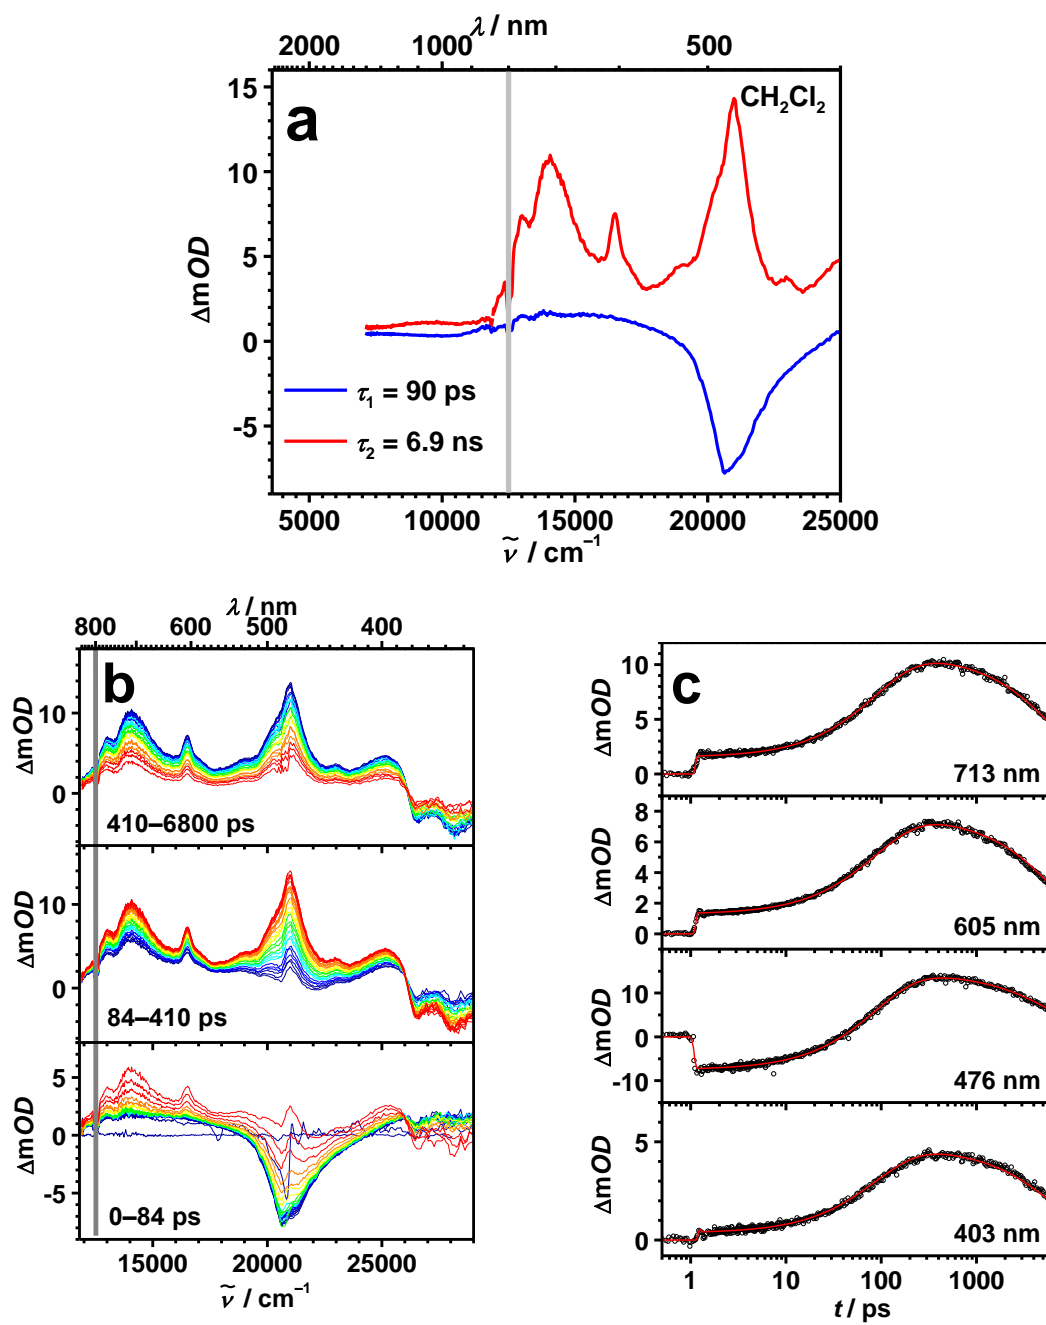 λ / nm
2000 1000 500
a
CH₂Cl₂
15
10
5
0
-5
ΔmOD
τ₁ = 90 ps
τ₂ = 6.9 ns
5000 10000 15000 20000 25000
ν̃ / cm⁻¹
λ / nm
800 600 500 400
b
10
0
ΔmOD
410–6800 ps
10
0
ΔmOD
84–410 ps
5
0
-5
ΔmOD
0–84 ps
15000 20000 25000
ν̃ / cm⁻¹
c
10
5
0
ΔmOD
713 nm
8
6
4
2
0
ΔmOD
605 nm
10
0
-10
ΔmOD
476 nm
5
0
ΔmOD
403 nm
1 10 100 1000
t / ps